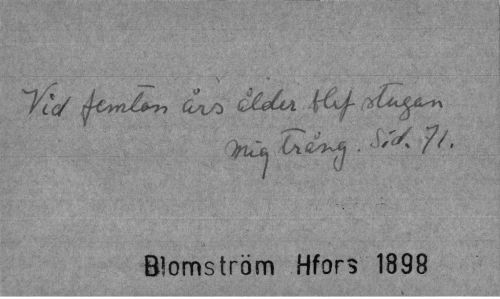 Vid femton års ålder blef stugan
mig trång. Sid. 71.
Blomström Hfors 1898